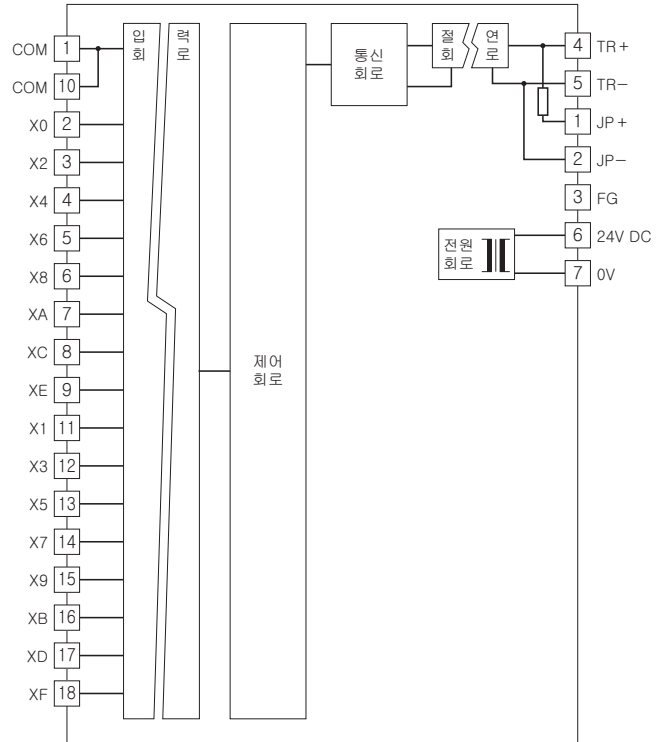 COM 1
COM 10
X0 2
X2 3
X4 4
X6 5
X8 6
XA 7
XC 8
XE 9
X1 11
X3 12
X5 13
X7 14
X9 15
XB 16
XD 17
XF 18
입 력
회 로
제어
회로
통신
회로
절 연
회 로
4 TR+
5 TR−
1 JP+
2 JP−
3 FG
전원
회로
6 24V DC
7 0V